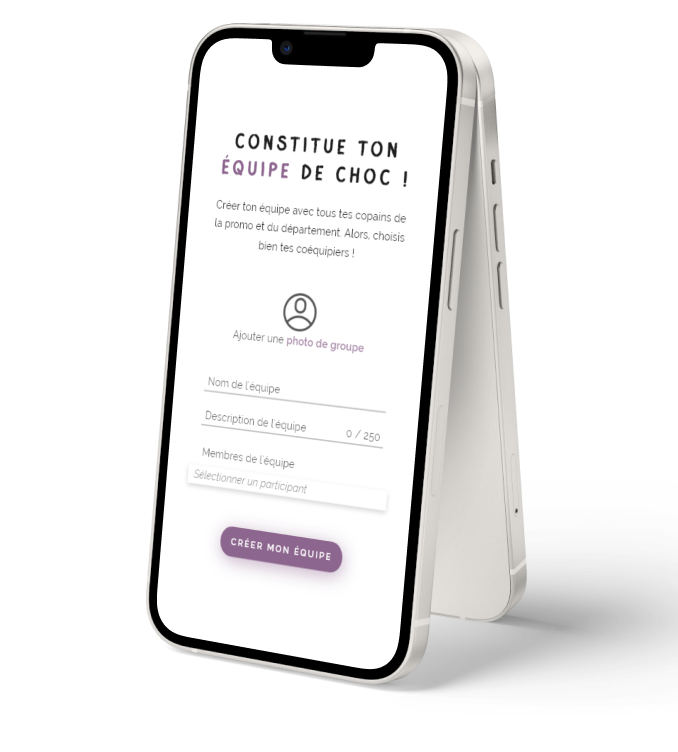 CONSTITUE TON
ÉQUIPE DE CHOC !
Créer ton équipe avec tous tes copains de
la promo et du département. Alors, choisis
bien tes coéquipiers !
Ajouter une photo de groupe
Nom de l'équipe
Description de l'équipe 0 / 250
Membres de l'équipe
Sélectionner un participant
CRÉER MON ÉQUIPE